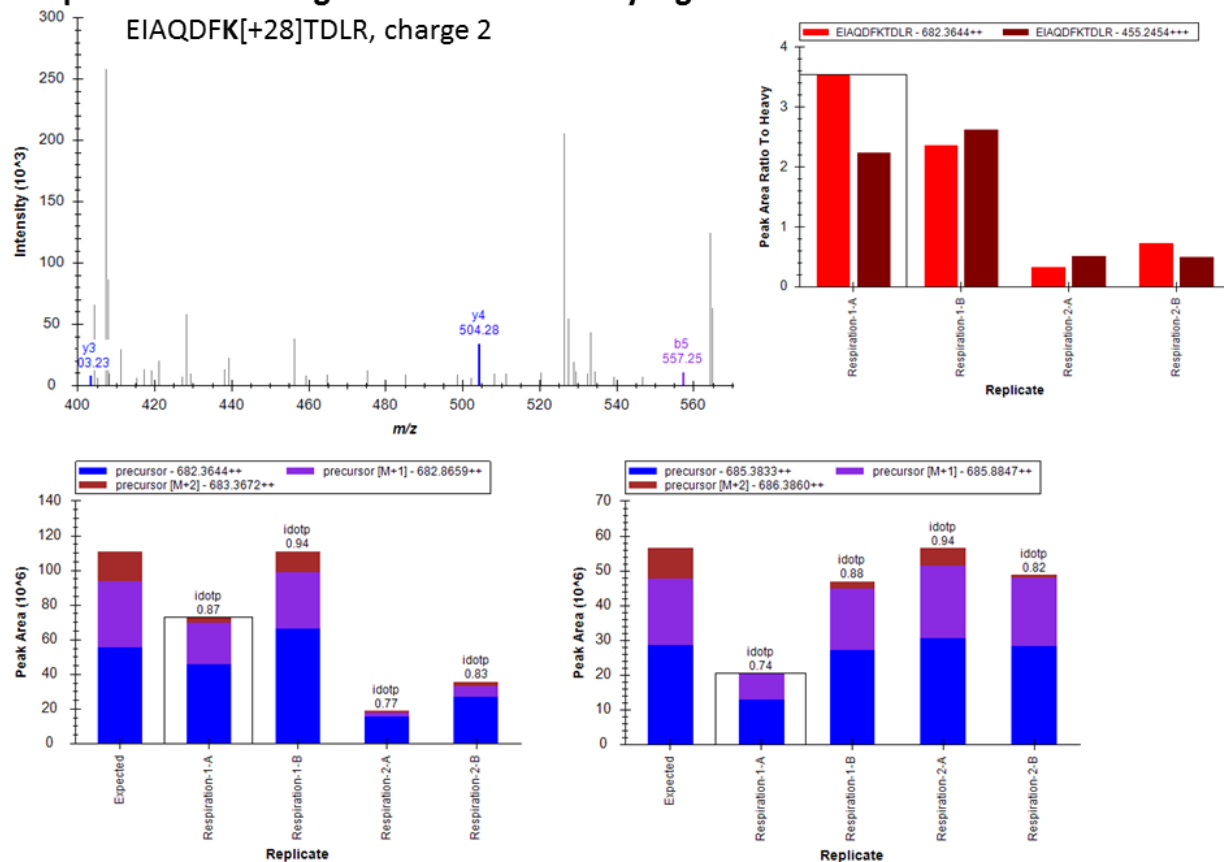 EIAQDFK[+28]TDLR, charge 2
300
250
200
150
100
50
0
Intensity (10^3)
y3
03.23
y4
504.28
b5
557.25
400 420 440 460 480 500 520 540 560
m/z
EIAQDFKTDLR - 682.3644++ EIAQDFKTDLR - 455.2454+++
4
3
2
1
0
Peak Area Ratio To Heavy
Respiration-1-A
Respiration-1-B
Respiration-2-A
Respiration-2-B
Replicate
precursor - 682.3644++ precursor [M+1] - 682.8659++
precursor [M+2] - 683.3672++
140
120
100
80
60
40
20
0
Peak Area (10^6)
idotp
0.87
idotp
0.94
idotp
0.77
idotp
0.83
Expected
Respiration-1-A
Respiration-1-B
Respiration-2-A
Respiration-2-B
Replicate
precursor - 685.3833++ precursor [M+1] - 685.8847++
precursor [M+2] - 686.3860++
70
60
50
40
30
20
10
0
Peak Area (10^6)
idotp
0.74
idotp
0.88
idotp
0.94
idotp
0.82
Expected
Respiration-1-A
Respiration-1-B
Respiration-2-A
Respiration-2-B
Replicate